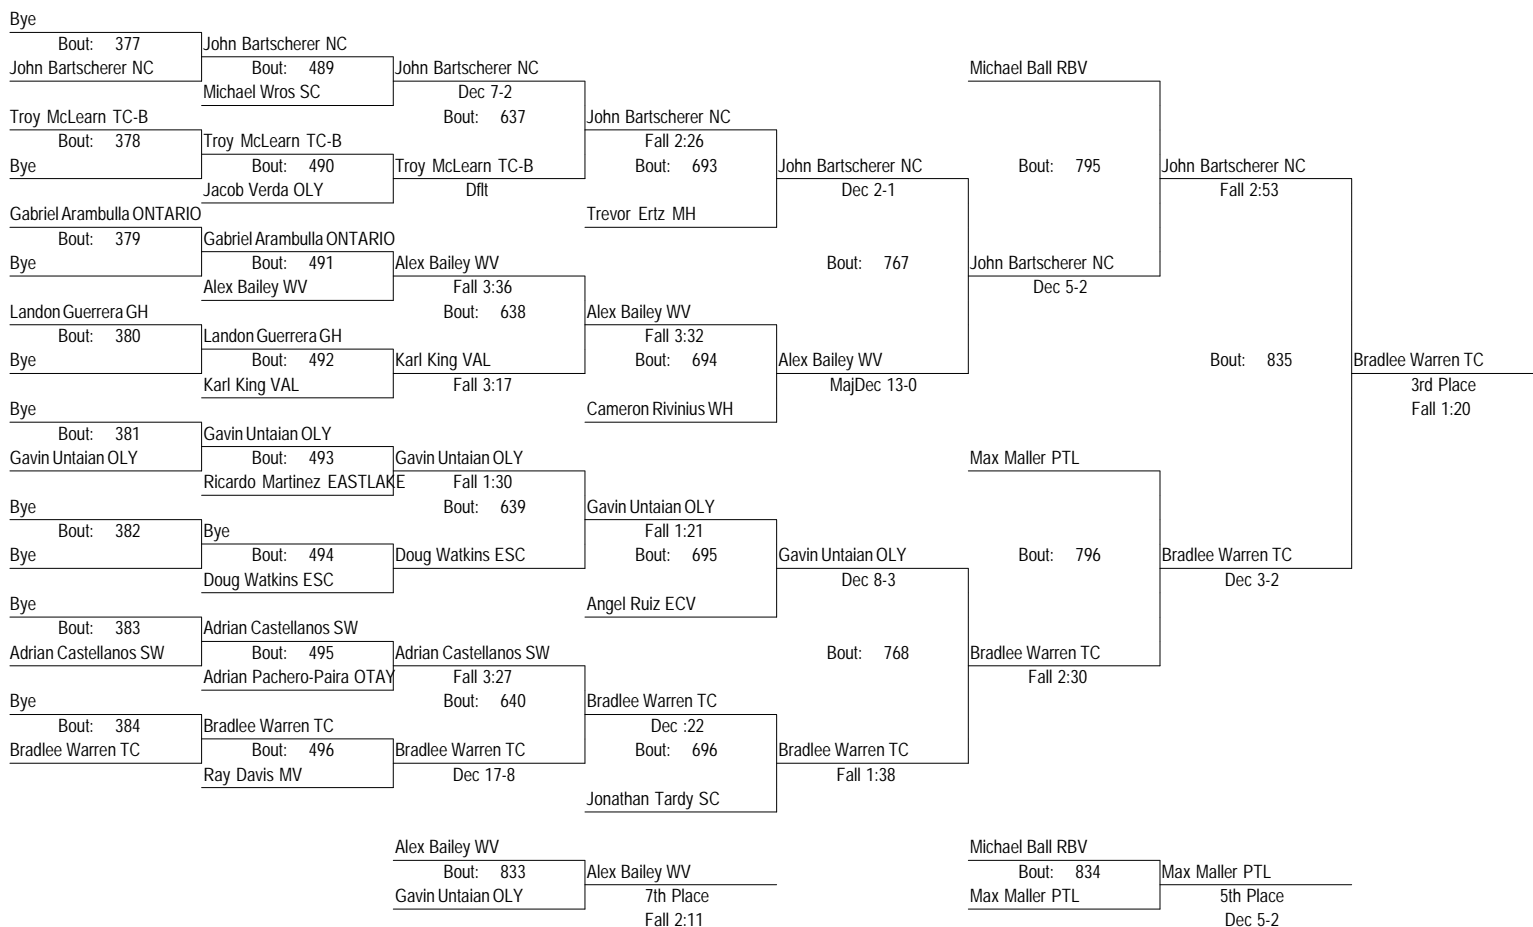 Bye
Bout: 377 John Bartscherer NC
John Bartscherer NC Bout: 489 John Bartscherer NC Michael Ball RBV
Michael Wros SC Dec 7-2
Troy McLearn TC-B Bout: 637 John Bartscherer NC
Bout: 378 Troy McLearn TC-B Fall 2:26
Bye Bout: 490 Troy McLearn TC-B Bout: 693 John Bartscherer NC Bout: 795 John Bartscherer NC
Jacob Verda OLY Dflt Dec 2-1 Fall 2:53
Gabriel Arambulla ONTARIO Trevor Ertz MH
Bout: 379 Gabriel Arambulla ONTARIO
Bye Bout: 491 Alex Bailey WV Bout: 767 John Bartscherer NC
Alex Bailey WV Fall 3:36 Dec 5-2
Landon Guerrera GH Bout: 638 Alex Bailey WV
Bout: 380 Landon Guerrera GH Fall 3:32
Bye Bout: 492 Karl King VAL Bout: 694 Alex Bailey WV Bout: 835 Bradlee Warren TC
Karl King VAL Fall 3:17 MajDec 13-0 3rd Place
Bye Cameron Rivinius WH Fall 1:20
Bout: 381 Gavin Untaian OLY
Gavin Untaian OLY Bout: 493 Gavin Untaian OLY Max Maller PTL
Ricardo Martinez EASTLAKE Fall 1:30
Bye Bout: 639 Gavin Untaian OLY
Bout: 382 Bye Fall 1:21
Bye Bout: 494 Doug Watkins ESC Bout: 695 Gavin Untaian OLY Bout: 796 Bradlee Warren TC
Doug Watkins ESC Dec 8-3 Dec 3-2
Bye Angel Ruiz ECV
Bout: 383 Adrian Castellanos SW
Adrian Castellanos SW Bout: 495 Adrian Castellanos SW Bout: 768 Bradlee Warren TC
Adrian Pachero-Paira OTAY Fall 3:27 Fall 2:30
Bye Bout: 640 Bradlee Warren TC
Bout: 384 Bradlee Warren TC Dec :22
Bradlee Warren TC Bout: 496 Bradlee Warren TC Bout: 696 Bradlee Warren TC
Ray Davis MV Dec 17-8 Fall 1:38
Jonathan Tardy SC
Alex Bailey WV Michael Ball RBV
Bout: 833 Alex Bailey WV Bout: 834 Max Maller PTL
Gavin Untaian OLY 7th Place Max Maller PTL 5th Place
Fall 2:11 Dec 5-2